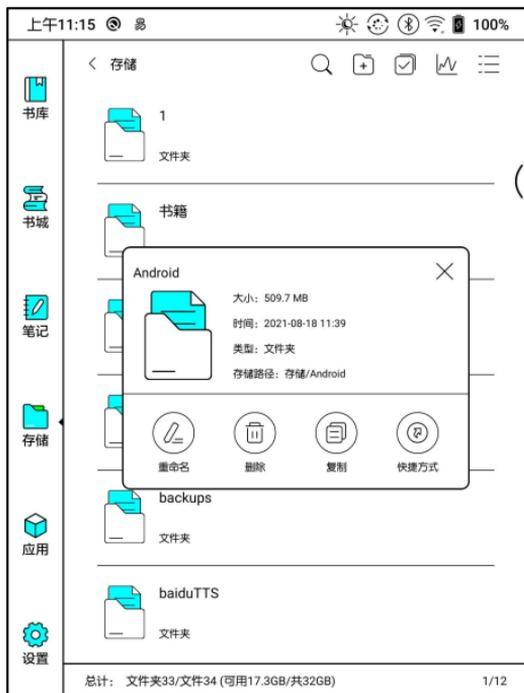 上午11:15 100%
存储
书库
书城
笔记
存储
应用
设置
1
文件夹
书籍
Android
大小：509.7 MB
时间：2021-08-18 11:39
类型：文件夹
存储路径：存储/Android
重命名 删除 复制 快捷方式
backups
文件夹
baiduTTS
文件夹
总计： 文件夹33/文件34 (可用17.3GB/共32GB) 1/12